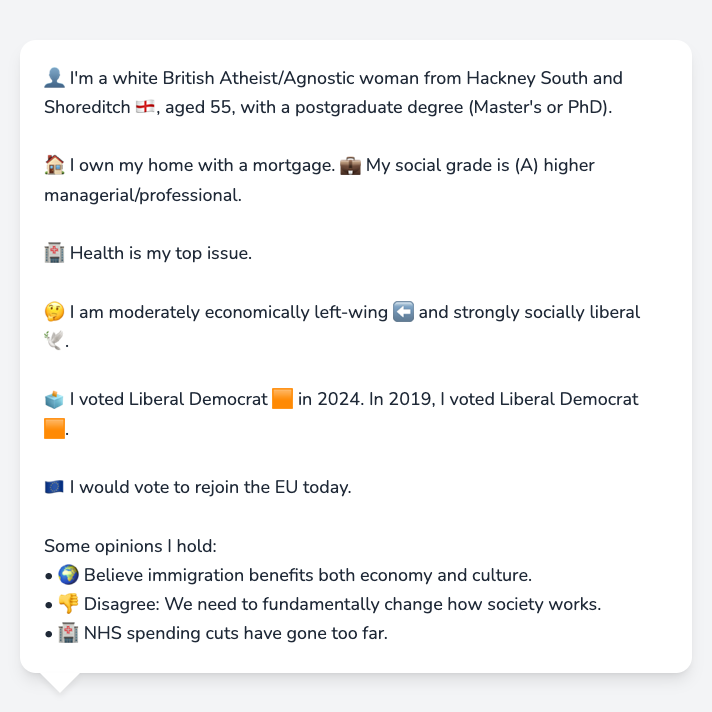 👤 I'm a white British Atheist/Agnostic woman from Hackney South and
Shoreditch 🏴󠁧󠁢󠁥󠁮󠁧󠁿, aged 55, with a postgraduate degree (Master's or PhD).
🏠 I own my home with a mortgage. 💼 My social grade is (A) higher
managerial/professional.
🏥 Health is my top issue.
🤔 I am moderately economically left-wing ⬅️ and strongly socially liberal
🕊️.
🗳️ I voted Liberal Democrat 🟧 in 2024. In 2019, I voted Liberal Democrat
🟧.
🇪🇺 I would vote to rejoin the EU today.
Some opinions I hold:
• 🌍 Believe immigration benefits both economy and culture.
• 👎 Disagree: We need to fundamentally change how society works.
• 🏥 NHS spending cuts have gone too far.